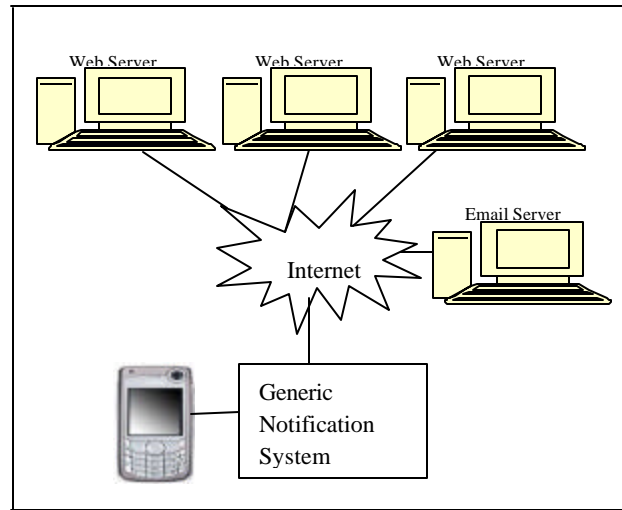 Web Server
Web Server
Web Server
Email Server
Internet
Generic
Notification
System